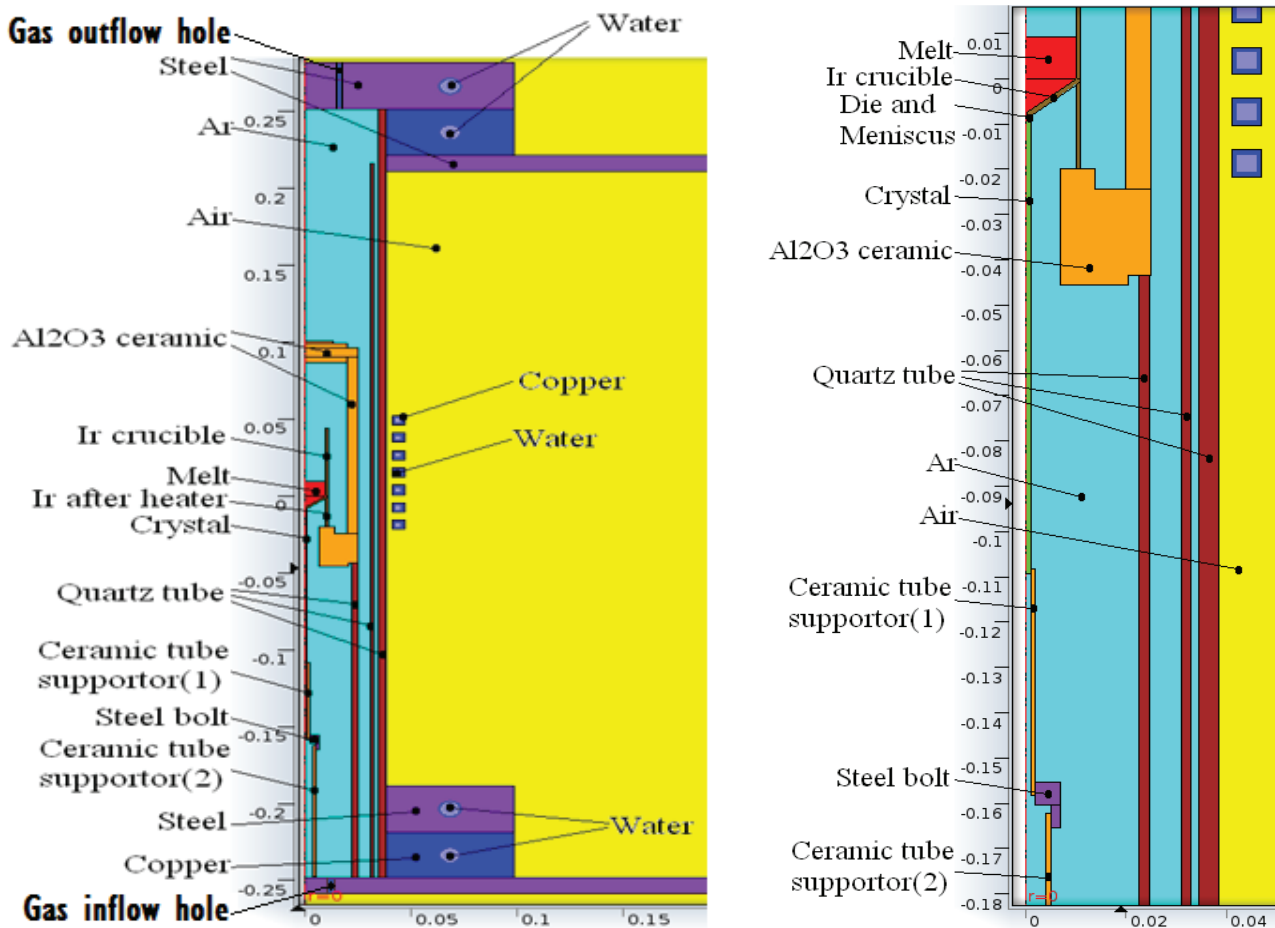 Gas outflow hole
Water
Steel
0.25
Ar
0.2
Air
0.15
Al2O3 ceramic
0.1
Copper
0.05
Ir crucible
Water
Melt
0
Ir after heater
Crystal
-0.05
Quartz tube
-0.1
Ceramic tube
supportor(1)
Steel bolt
-0.15
Ceramic tube
supportor(2)
-0.2
Steel
Water
Copper
-0.25
r=0
Gas inflow hole
0
0.05
0.1
0.15
0.01
Melt
Ir crucible
0
Die and
Meniscus
-0.01
-0.02
Crystal
-0.03
Al2O3 ceramic
-0.04
-0.05
-0.06
Quartz tube
-0.07
-0.08
Ar
-0.09
Air
-0.1
-0.11
Ceramic tube
supportor(1)
-0.12
-0.13
-0.14
-0.15
Steel bolt
-0.16
Ceramic tube
supportor(2)
-0.17
-0.18
r=0
0
0.02
0.04